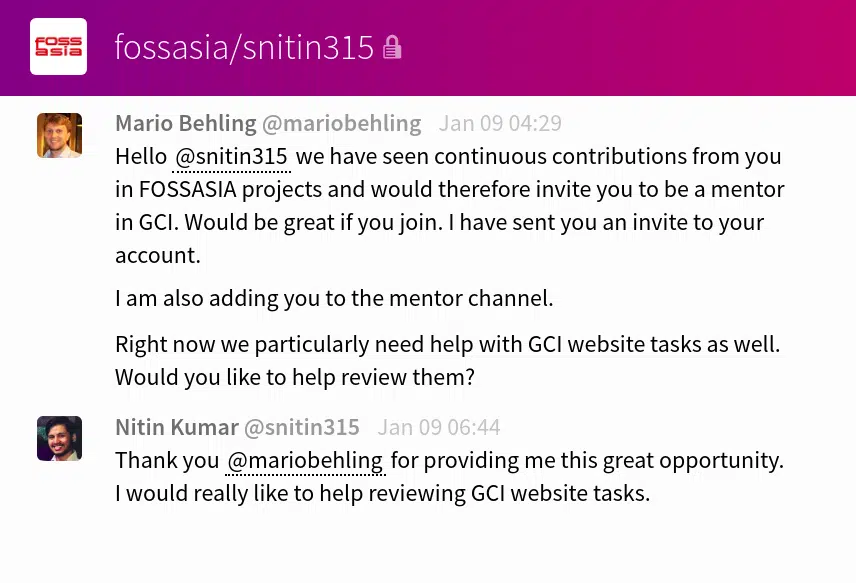 FOSS
ASIA
fossasia/snitin315
Mario Behling @mariobehling Jan 09 04:29
Hello @snitin315 we have seen continuous contributions from you
in FOSSASIA projects and would therefore invite you to be a mentor
in GCI. Would be great if you join. I have sent you an invite to your
account.
I am also adding you to the mentor channel.
Right now we particularly need help with GCI website tasks as well.
Would you like to help review them?
Nitin Kumar @snitin315 Jan 09 06:44
Thank you @mariobehling for providing me this great opportunity.
I would really like to help reviewing GCI website tasks.